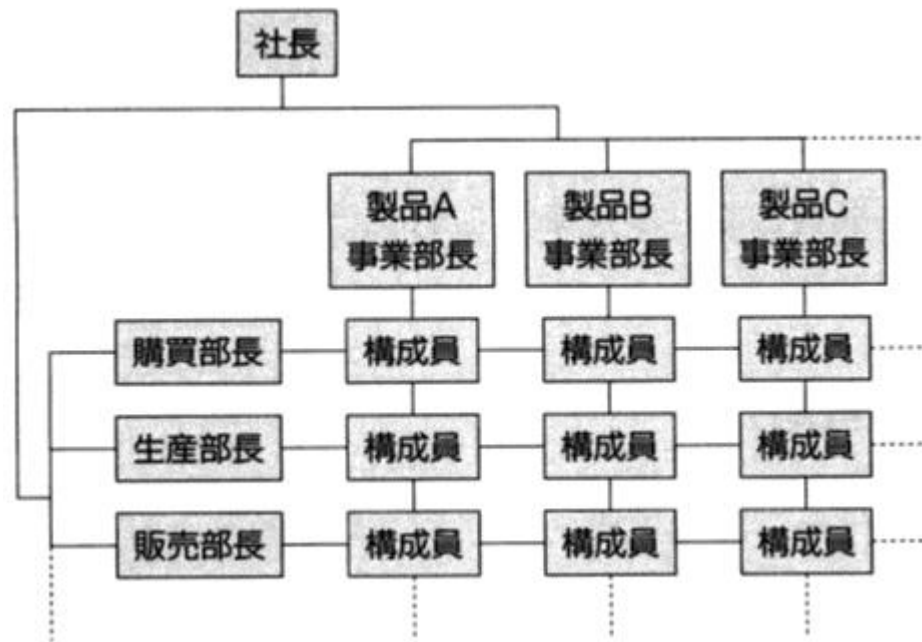 社長
製品A
事業部長
製品B
事業部長
製品C
事業部長
購買部長
構成員
構成員
構成員
生産部長
構成員
構成員
構成員
販売部長
構成員
構成員
構成員